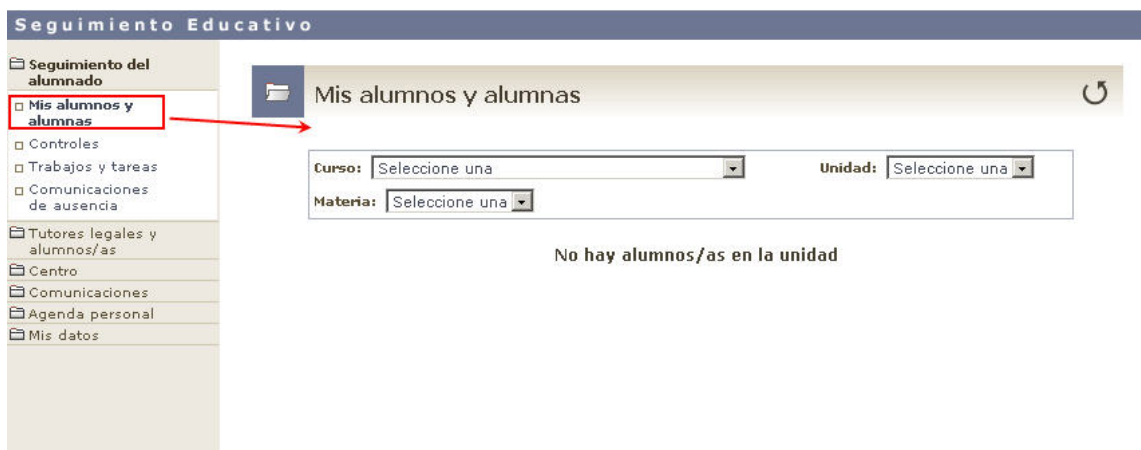 Seguimiento Educativo
Seguimiento del
alumnado
Mis alumnos y
alumnas
Controles
Trabajos y tareas
Comunicaciones
de ausencia
Tutores legales y
alumnos/as
Centro
Comunicaciones
Agenda personal
Mis datos
Mis alumnos y alumnas
Curso: Seleccione una Unidad: Seleccione una
Materia: Seleccione una
No hay alumnos/as en la unidad